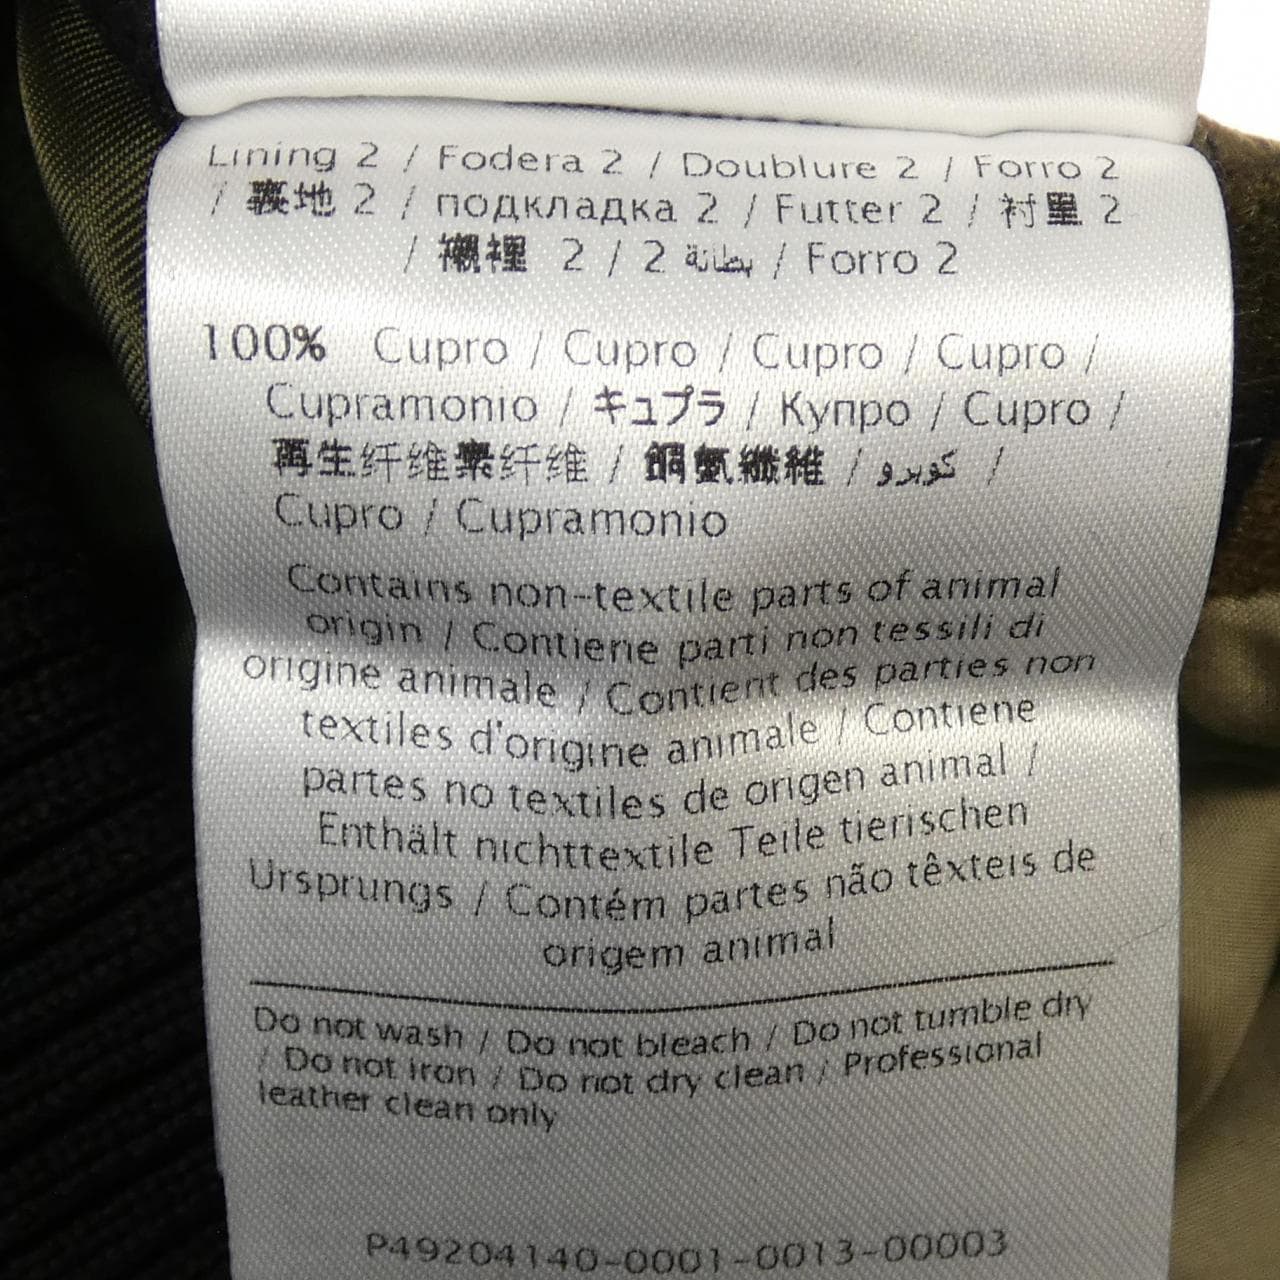 Lining 2 / Fodera 2 / Doublure 2 / Forro 2
/ 裏地 2 / подкладка 2 / Futter 2 / 衬里 2
/ 襯裡 2 / 2 بطانة / Forro 2
100% Cupro / Cupro / Cupro / Cupro /
Cupramonio / キュプラ / Купро / Cupro /
再生纤维素纤维 / 銅氨纖維 / كوبرو /
Cupro / Cupramonio
Contains non-textile parts of animal
origin / Contiene parti non tessili di
origine animale / Contient des parties non
textiles d'origine animale / Contiene
partes no textiles de origen animal /
Enthält nichttextile Teile tierischen
Ursprungs / Contém partes não têxteis de
origem animal
Do not wash / Do not bleach / Do not tumble dry
/ Do not iron / Do not dry clean / Professional
leather clean only
P49204140-0001-0013-00003